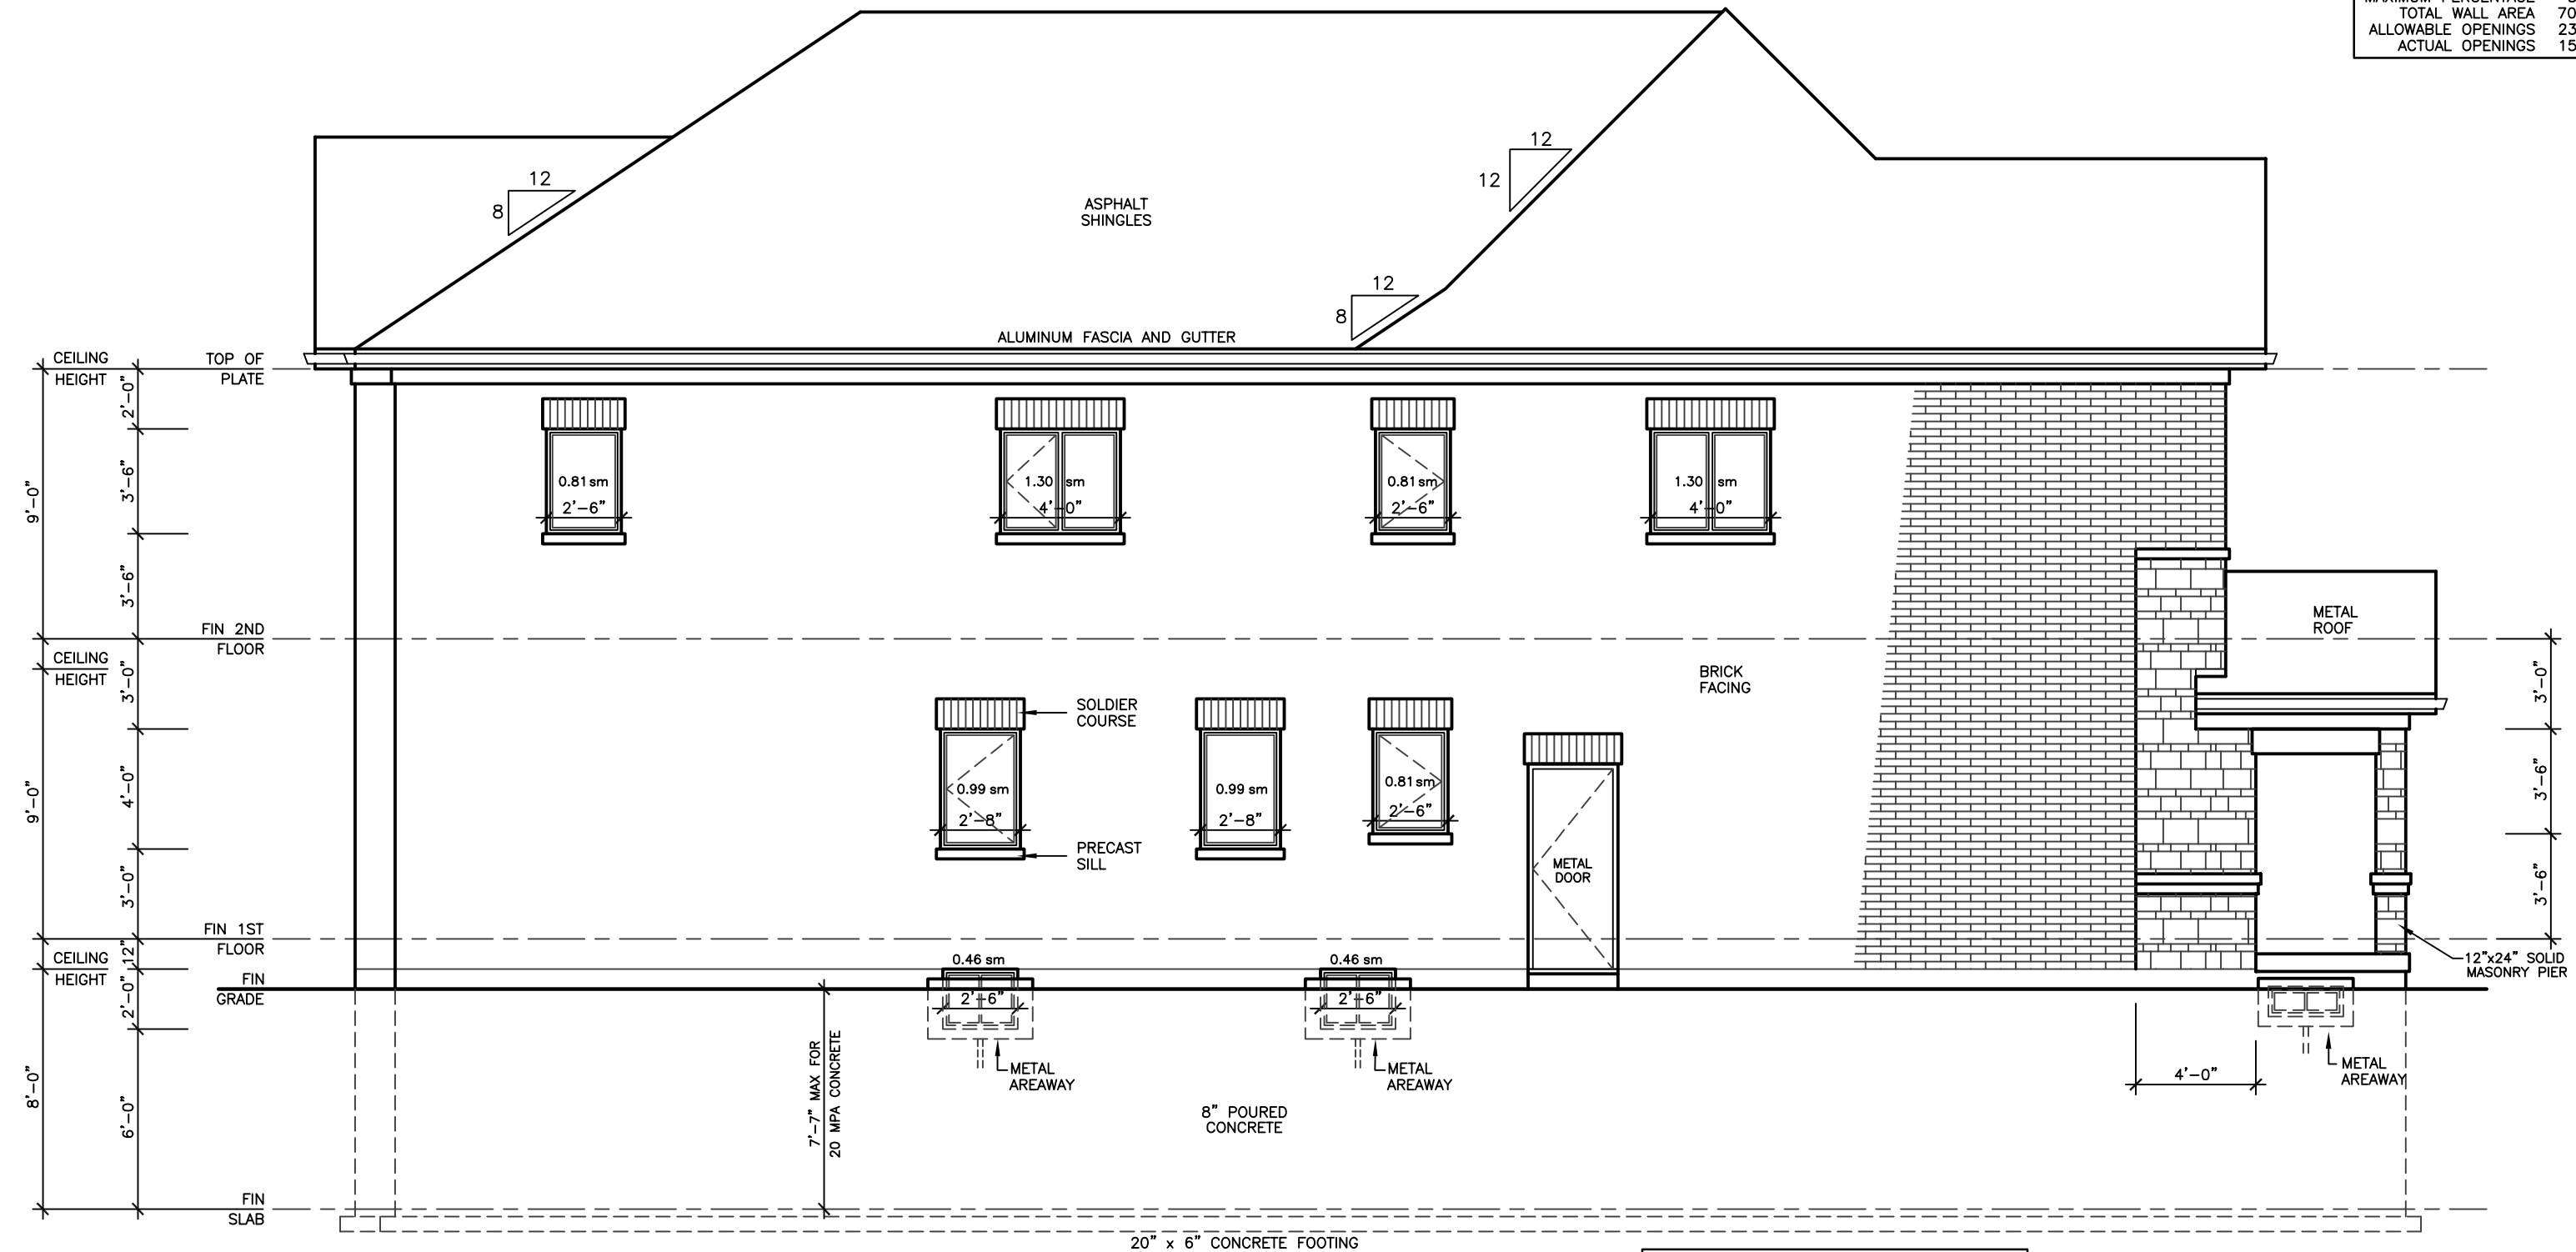 TOTAL WALL AREA 70
ALLOWABLE OPENINGS 23
ACTUAL OPENINGS 15
12
8
ASPHALT
SHINGLES
12
12
12
8
ALUMINUM FASCIA AND GUTTER
CEILING
HEIGHT
TOP OF
PLATE
2'-0"
3'-6"
3'-6"
9'-0"
0.81 sm
2'-6"
1.30 sm
4'-0"
0.81 sm
2'-6"
1.30 sm
4'-0"
FIN 2ND
FLOOR
CEILING
HEIGHT
3'-0"
4'-0"
3'-0"
9'-0"
SOLDIER
COURSE
0.99 sm
2'-8"
PRECAST
SILL
0.99 sm
2'-8"
0.81 sm
2'-6"
METAL
DOOR
BRICK
FACING
METAL
ROOF
3'-0"
3'-6"
3'-6"
12"x24" SOLID
MASONRY PIER
FIN 1ST
FLOOR
CEILING
HEIGHT
12"
2'-0"
6'-0"
8'-0"
FIN
GRADE
0.46 sm
2'-6"
METAL
AREAWAY
0.46 sm
2'-6"
METAL
AREAWAY
4'-0"
METAL
AREAWAY
7'-7" MAX FOR
20 MPA CONCRETE
8" POURED
CONCRETE
FIN
SLAB
20" x 6" CONCRETE FOOTING